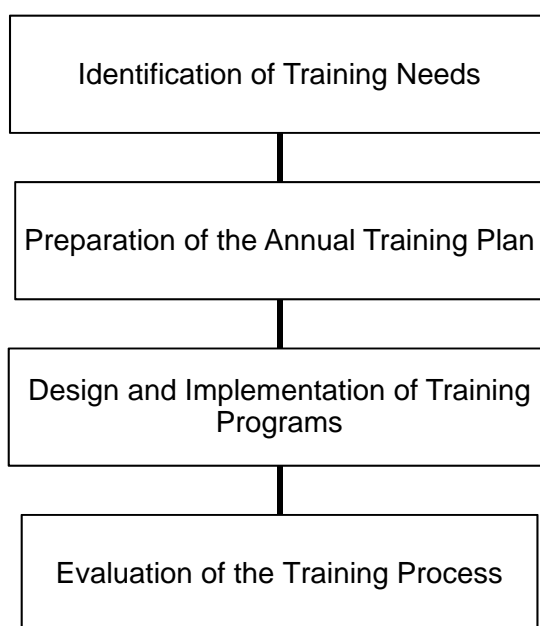 Identification of Training Needs
Preparation of the Annual Training Plan
Design and Implementation of Training
Programs
Evaluation of the Training Process